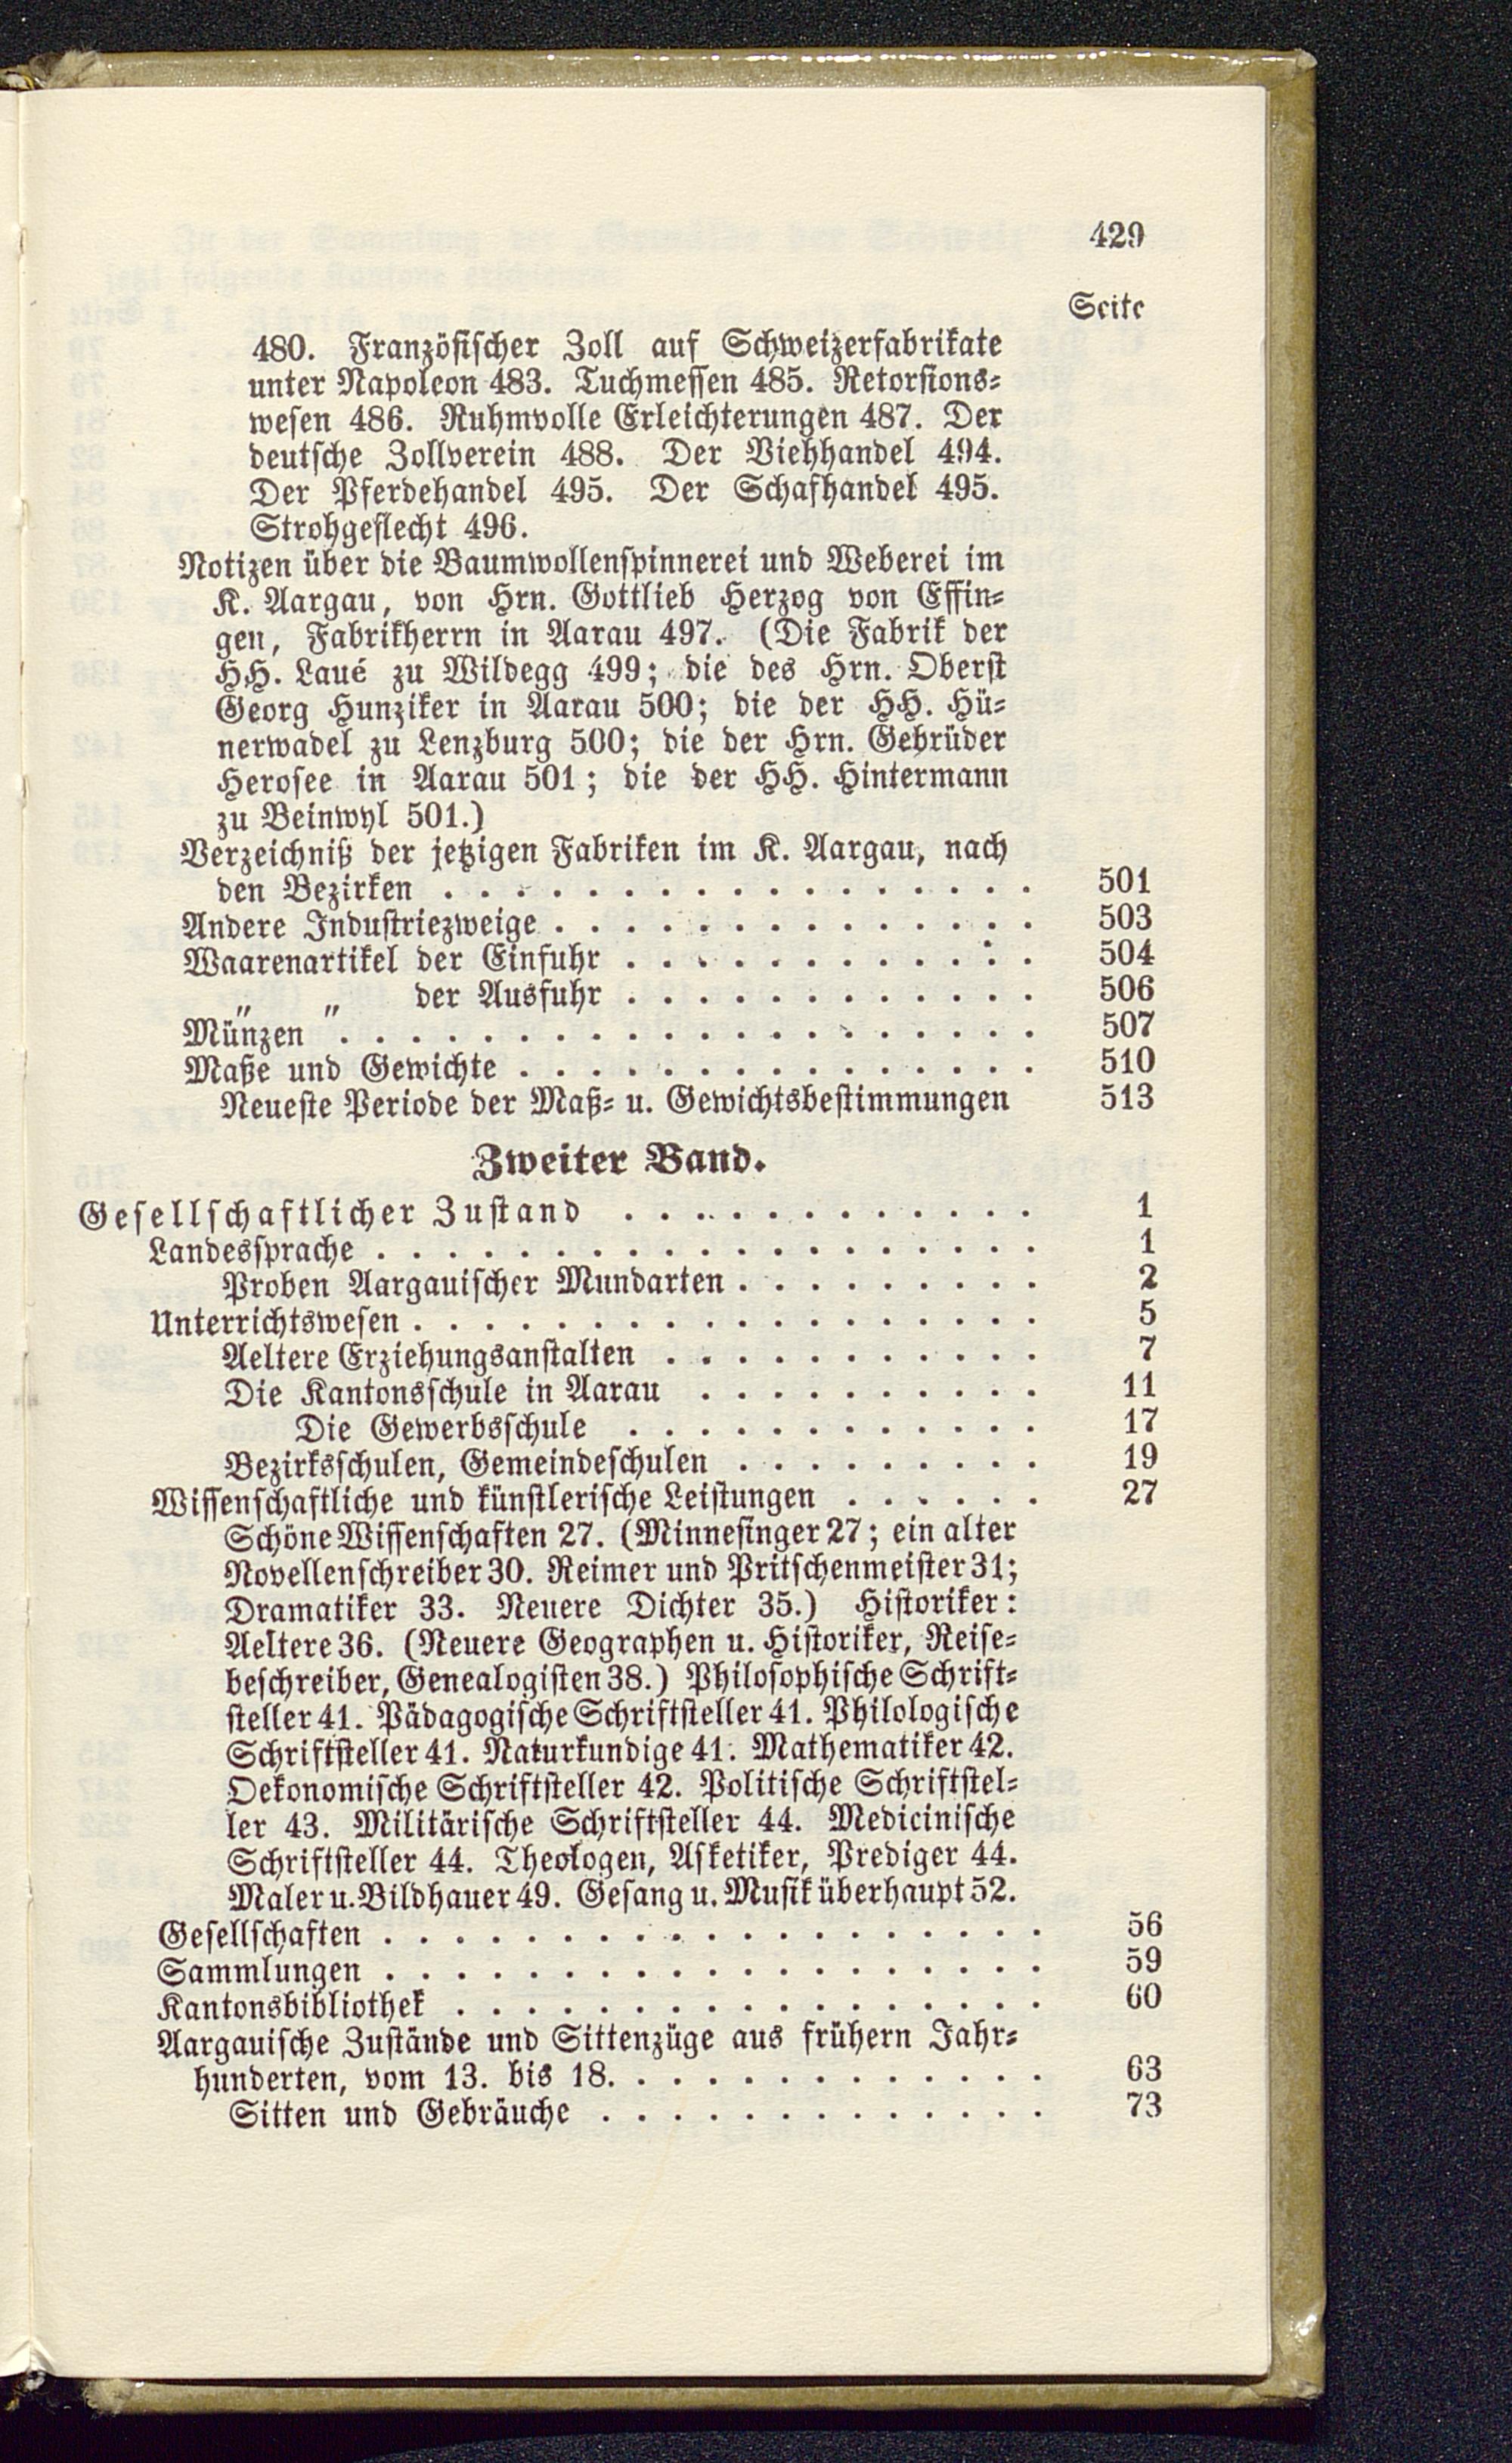 429
Seite
480. Französischer Zoll auf Schweizerfabrikate
unter Napoleon 483. Tuchmessen 485. Retorsions-
wesen 486. Ruhmvolle Erleichterungen 487. Der
deutsche Zollverein 488. Der Viehhandel 494.
Der Pferdehandel 495. Der Schafhandel 495.
Strohgeflecht 496.
Notizen über die Baumwollenspinnerei und Weberei im
K. Aargau, von Hrn. Gottlieb Herzog von Effin-
gen, Fabrikherrn in Aarau 497. (Die Fabrik der
HH. Laué zu Wildegg 499; die des Hrn. Oberst
Georg Hunziker in Aarau 500; die der HH. Hü-
nerwadel zu Lenzburg 500; die der Hrn. Gebrüder
Herosee in Aarau 501; die der HH. Hintermann
zu Beinwyl 501.)
Verzeichniß der jetzigen Fabriken im K. Aargau, nach
den Bezirken . . . . . . . . . . . . . . . . . 501
Andere Industriezweige . . . . . . . . . . . . . . 503
Waarenartikel der Einfuhr . . . . . . . . . . . . 504
„ „ der Ausfuhr . . . . . . . . . . . . 506
Münzen . . . . . . . . . . . . . . . . . . . . 507
Maße und Gewichte . . . . . . . . . . . . . . . 510
Neueste Periode der Maß- u. Gewichtsbestimmungen 513
Zweiter Band.
Gesellschaftlicher Zustand . . . . . . . . . . . . 1
Landessprache . . . . . . . . . . . . . . . . . . . 1
Proben Aargauischer Mundarten . . . . . . . . . 2
Unterrichtswesen . . . . . . . . . . . . . . . . . . 5
Aeltere Erziehungsanstalten . . . . . . . . . . . 7
Die Kantonsschule in Aarau . . . . . . . . . . 11
Die Gewerbsschule . . . . . . . . . . . . 17
Bezirksschulen, Gemeindeschulen . . . . . . . . . 19
Wissenschaftliche und künstlerische Leistungen . . . . . . 27
Schöne Wissenschaften 27. (Minnesinger 27; ein alter
Novellenschreiber 30. Reimer und Pritschenmeister 31;
Dramatiker 33. Neuere Dichter 35.) Historiker:
Aeltere 36. (Neuere Geographen u. Historiker, Reise-
beschreiber, Genealogisten 38.) Philosophische Schrift-
steller 41. Pädagogische Schriftsteller 41. Philologische
Schriftsteller 41. Naturkundige 41. Mathematiker 42.
Oekonomische Schriftsteller 42. Politische Schriftstel-
ler 43. Militärische Schriftsteller 44. Medicinische
Schriftsteller 44. Theologen, Asketiker, Prediger 44.
Maler u. Bildhauer 49. Gesang u. Musik überhaupt 52.
Gesellschaften . . . . . . . . . . . . . . . . . . . 56
Sammlungen . . . . . . . . . . . . . . . . . . . 59
Kantonsbibliothek . . . . . . . . . . . . . . . . . 60
Aargauische Zustände und Sittenzüge aus frühern Jahr-
hunderten, vom 13. bis 18. . . . . . . . . . . . . 63
Sitten und Gebräuche . . . . . . . . . . . . . 73